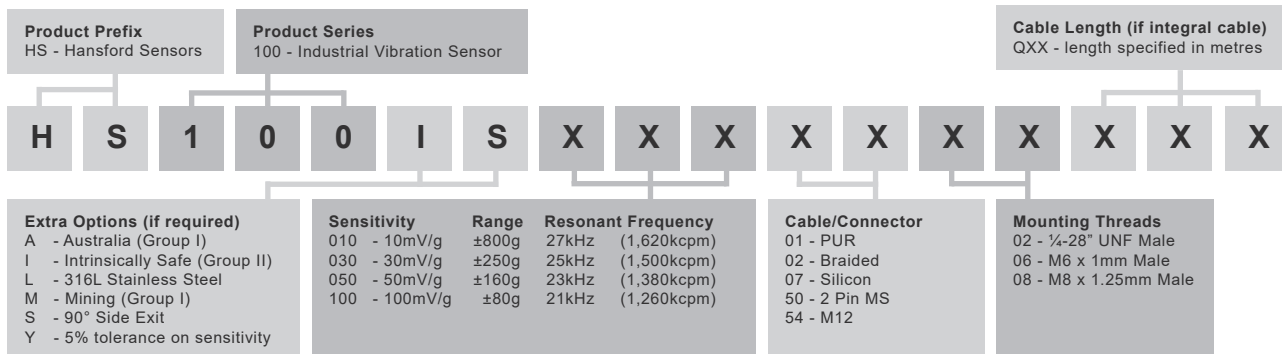 Product Prefix
HS - Hansford Sensors
Product Series
100 - Industrial Vibration Sensor
Cable Length (if integral cable)
QXX - length specified in metres
H S 1 0 0 I S X X X X X X X X X X
Extra Options (if required)
A - Australia (Group I)
I - Intrinsically Safe (Group II)
L - 316L Stainless Steel
M - Mining (Group I)
S - 90° Side Exit
Y - 5% tolerance on sensitivity
Sensitivity Range Resonant Frequency
010 - 10mV/g ±800g 27kHz (1,620kcpm)
030 - 30mV/g ±250g 25kHz (1,500kcpm)
050 - 50mV/g ±160g 23kHz (1,380kcpm)
100 - 100mV/g ±80g 21kHz (1,260kcpm)
Cable/Connector
01 - PUR
02 - Braided
07 - Silicon
50 - 2 Pin MS
54 - M12
Mounting Threads
02 - ¼-28" UNF Male
06 - M6 x 1mm Male
08 - M8 x 1.25mm Male